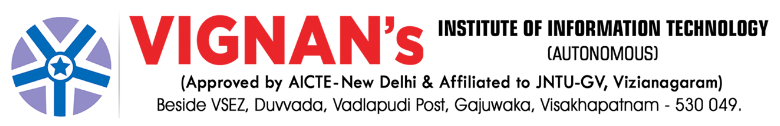 VIGNAN's INSTITUTE OF INFORMATION TECHNOLOGY
(AUTONOMOUS)
(Approved by AICTE-New Delhi & Affiliated to JNTU-GV, Vizianagaram)
Beside VSEZ, Duvvada, Vadlapudi Post, Gajuwaka, Visakhapatnam - 530 049.